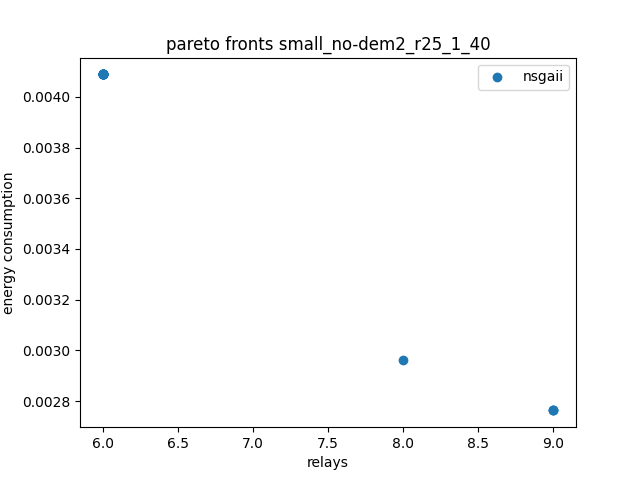 pareto fronts small_no-dem2_r25_1_40
nsgaii
0.0040
0.0038
0.0036
0.0034
0.0032
0.0030
0.0028
energy consumption
6.0 6.5 7.0 7.5 8.0 8.5 9.0
relays